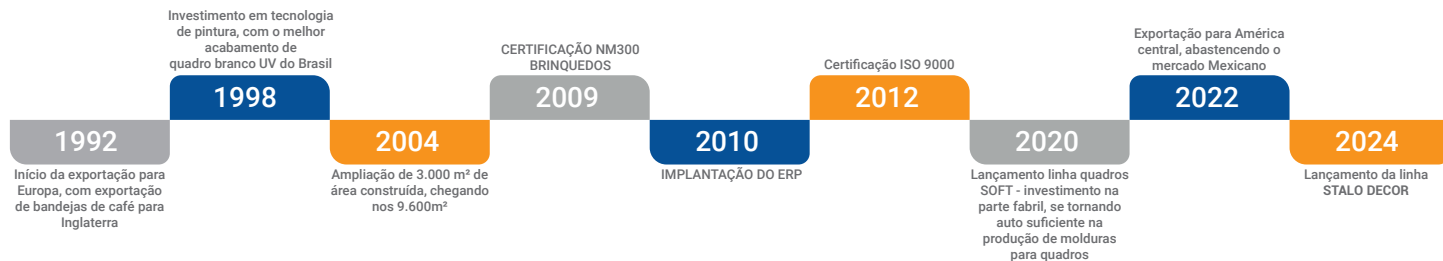 1992
Início da exportação para
Europa, com exportação
de bandejas de café para
Inglaterra
Investimento em tecnologia
de pintura, com o melhor
acabamento de
quadro branco UV do Brasil
1998
2004
Ampliação de 3.000 m² de
área construída, chegando
nos 9.600m²
CERTIFICAÇÃO NM300
BRINQUEDOS
2009
2010
IMPLANTAÇÃO DO ERP
Certificação ISO 9000
2012
2020
Lançamento linha quadros
SOFT - investimento na
parte fabril, se tornando
auto suficiente na
produção de molduras
para quadros
Exportação para América
central, abastencendo o
mercado Mexicano
2022
2024
Lançamento da linha
STALO DECOR